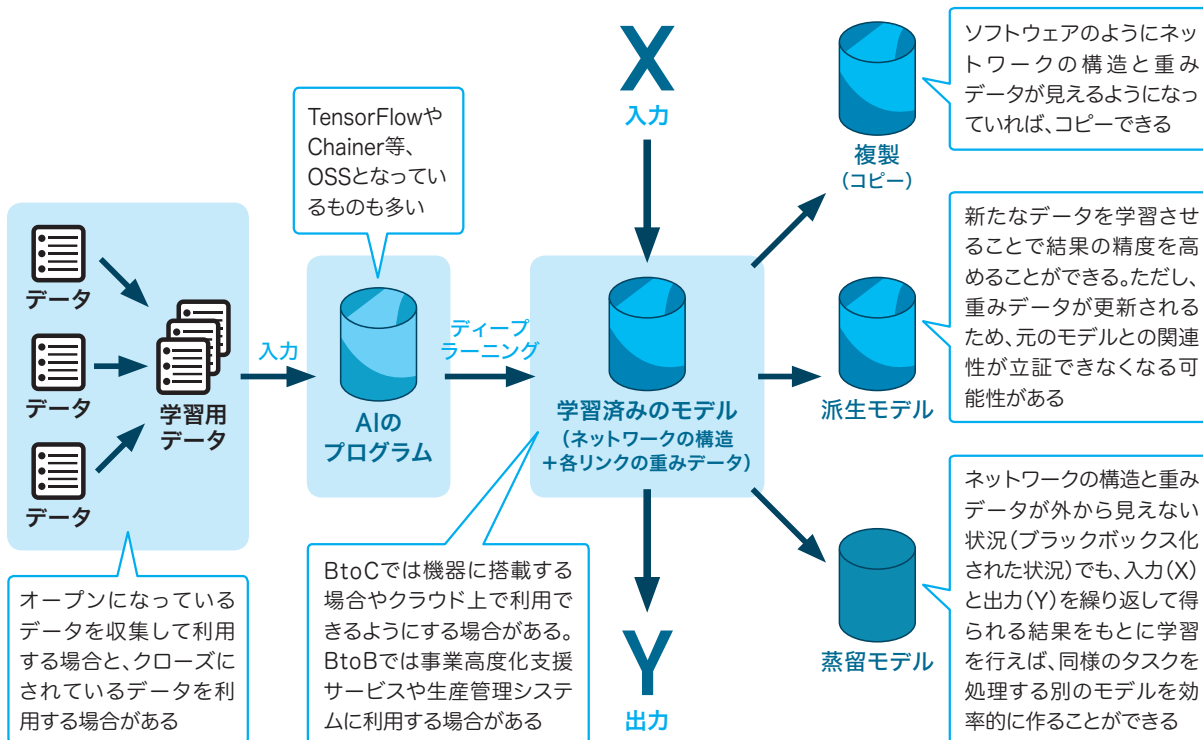 データ
データ
データ
学習用
データ
オープンになっている
データを収集して利用
する場合と、クローズに
されているデータを利
用する場合がある
入力
TensorFlowや
Chainer等、
OSSとなってい
るものも多い
AIの
プログラム
ディープ
ラーニング
X
入力
学習済みのモデル
（ネットワークの構造
＋各リンクの重みデータ）
BtoCでは機器に搭載する
場合やクラウド上で利用で
きるようにする場合がある。
BtoBでは事業高度化支援
サービスや生産管理システ
ムに利用する場合がある
Y
出力
複製
（コピー）
ソフトウェアのようにネッ
トワークの構造と重み
データが見えるようになっ
ていれば、コピーできる
派生モデル
新たなデータを学習させ
ることで結果の精度を高
めることができる。ただし、
重みデータが更新される
ため、元のモデルとの関連
性が立証できなくなる可
能性がある
蒸留モデル
ネットワークの構造と重み
データが外から見えない
状況（ブラックボックス化
された状況）でも、入力（X）
と出力（Y）を繰り返して得
られる結果をもとに学習
を行えば、同様のタスクを
処理する別のモデルを効
率的に作ることができる